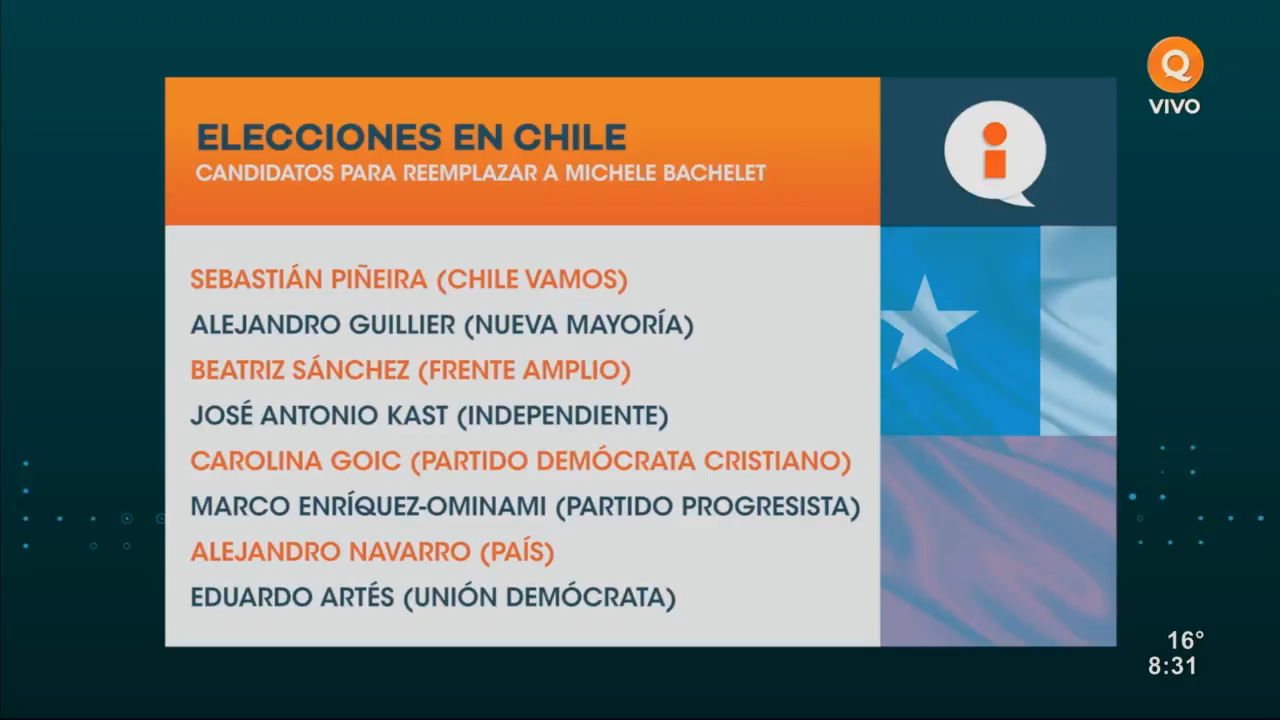 Q
VIVO
ELECCIONES EN CHILE
CANDIDATOS PARA REEMPLAZAR A MICHELE BACHELET
i
SEBASTIÁN PIÑEIRA (CHILE VAMOS)
ALEJANDRO GUILLIER (NUEVA MAYORÍA)
BEATRIZ SÁNCHEZ (FRENTE AMPLIO)
JOSÉ ANTONIO KAST (INDEPENDIENTE)
CAROLINA GOIC (PARTIDO DEMÓCRATA CRISTIANO)
MARCO ENRÍQUEZ-OMINAMI (PARTIDO PROGRESISTA)
ALEJANDRO NAVARRO (PAÍS)
EDUARDO ARTÉS (UNIÓN DEMÓCRATA)
16°
8:31